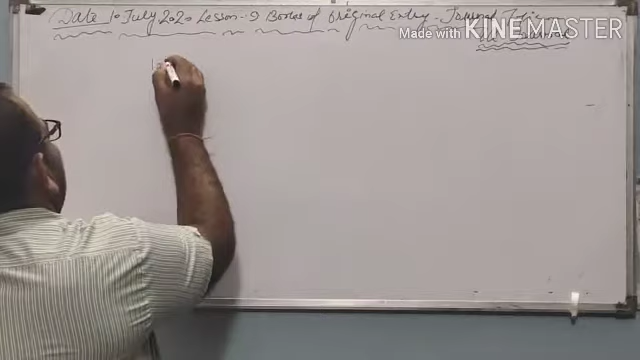 Date 10 July 2020 Lesson-9 Books of Original Entry - Journal
Made with KINEMASTER